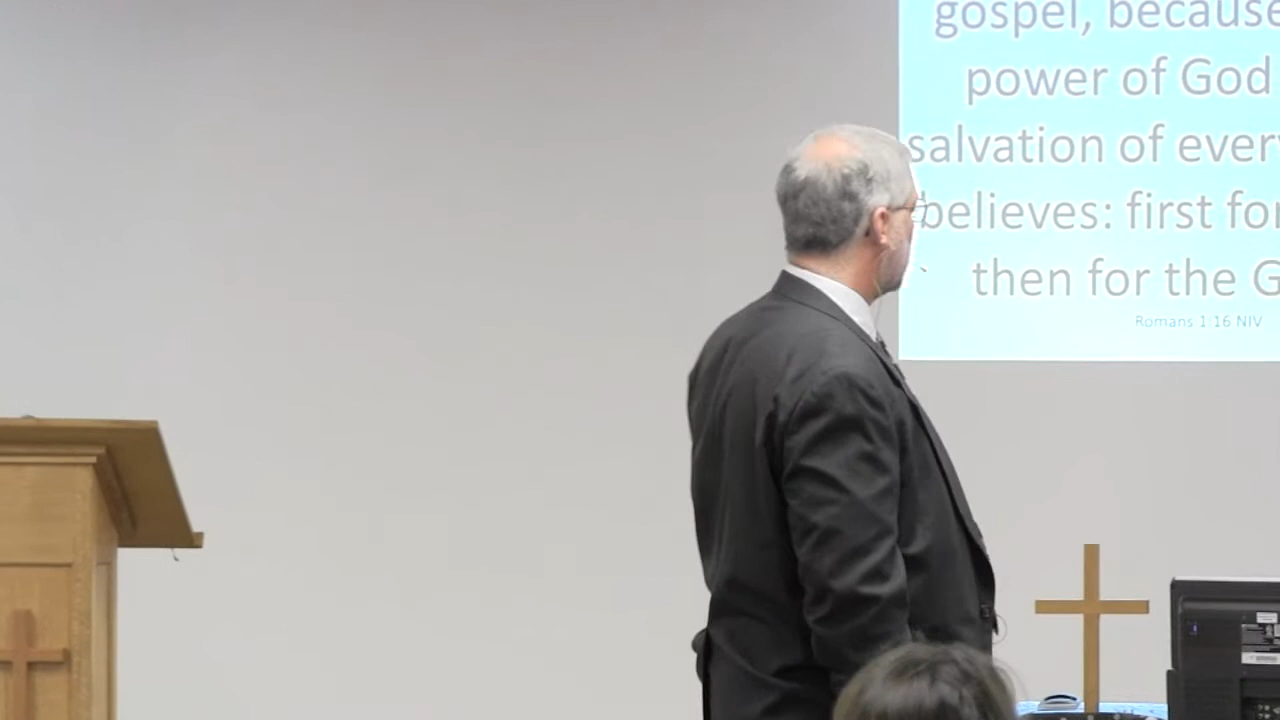 gospel, because
power of God
salvation of every
believes: first for
then for the G
Romans 1:16 NIV